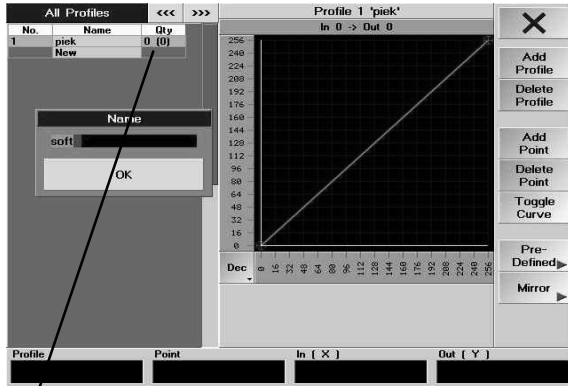 All Profiles <<< >>>
No. Name Qty
1 piek 0 (0)
New
Name
soft
OK
Profile 1 'piek'
In 0 -> Out 0
256
240
224
208
192
176
160
144
128
112
96
80
64
48
32
16
0
Dec 0 16 32 48 64 80 96 112 128 144 160 176 192 208 224 240 256
Add
Profile
Delete
Profile
Add
Point
Delete
Point
Toggle
Curve
Pre-
Defined
Mirror
Profile Point In ( X ) Out ( Y )